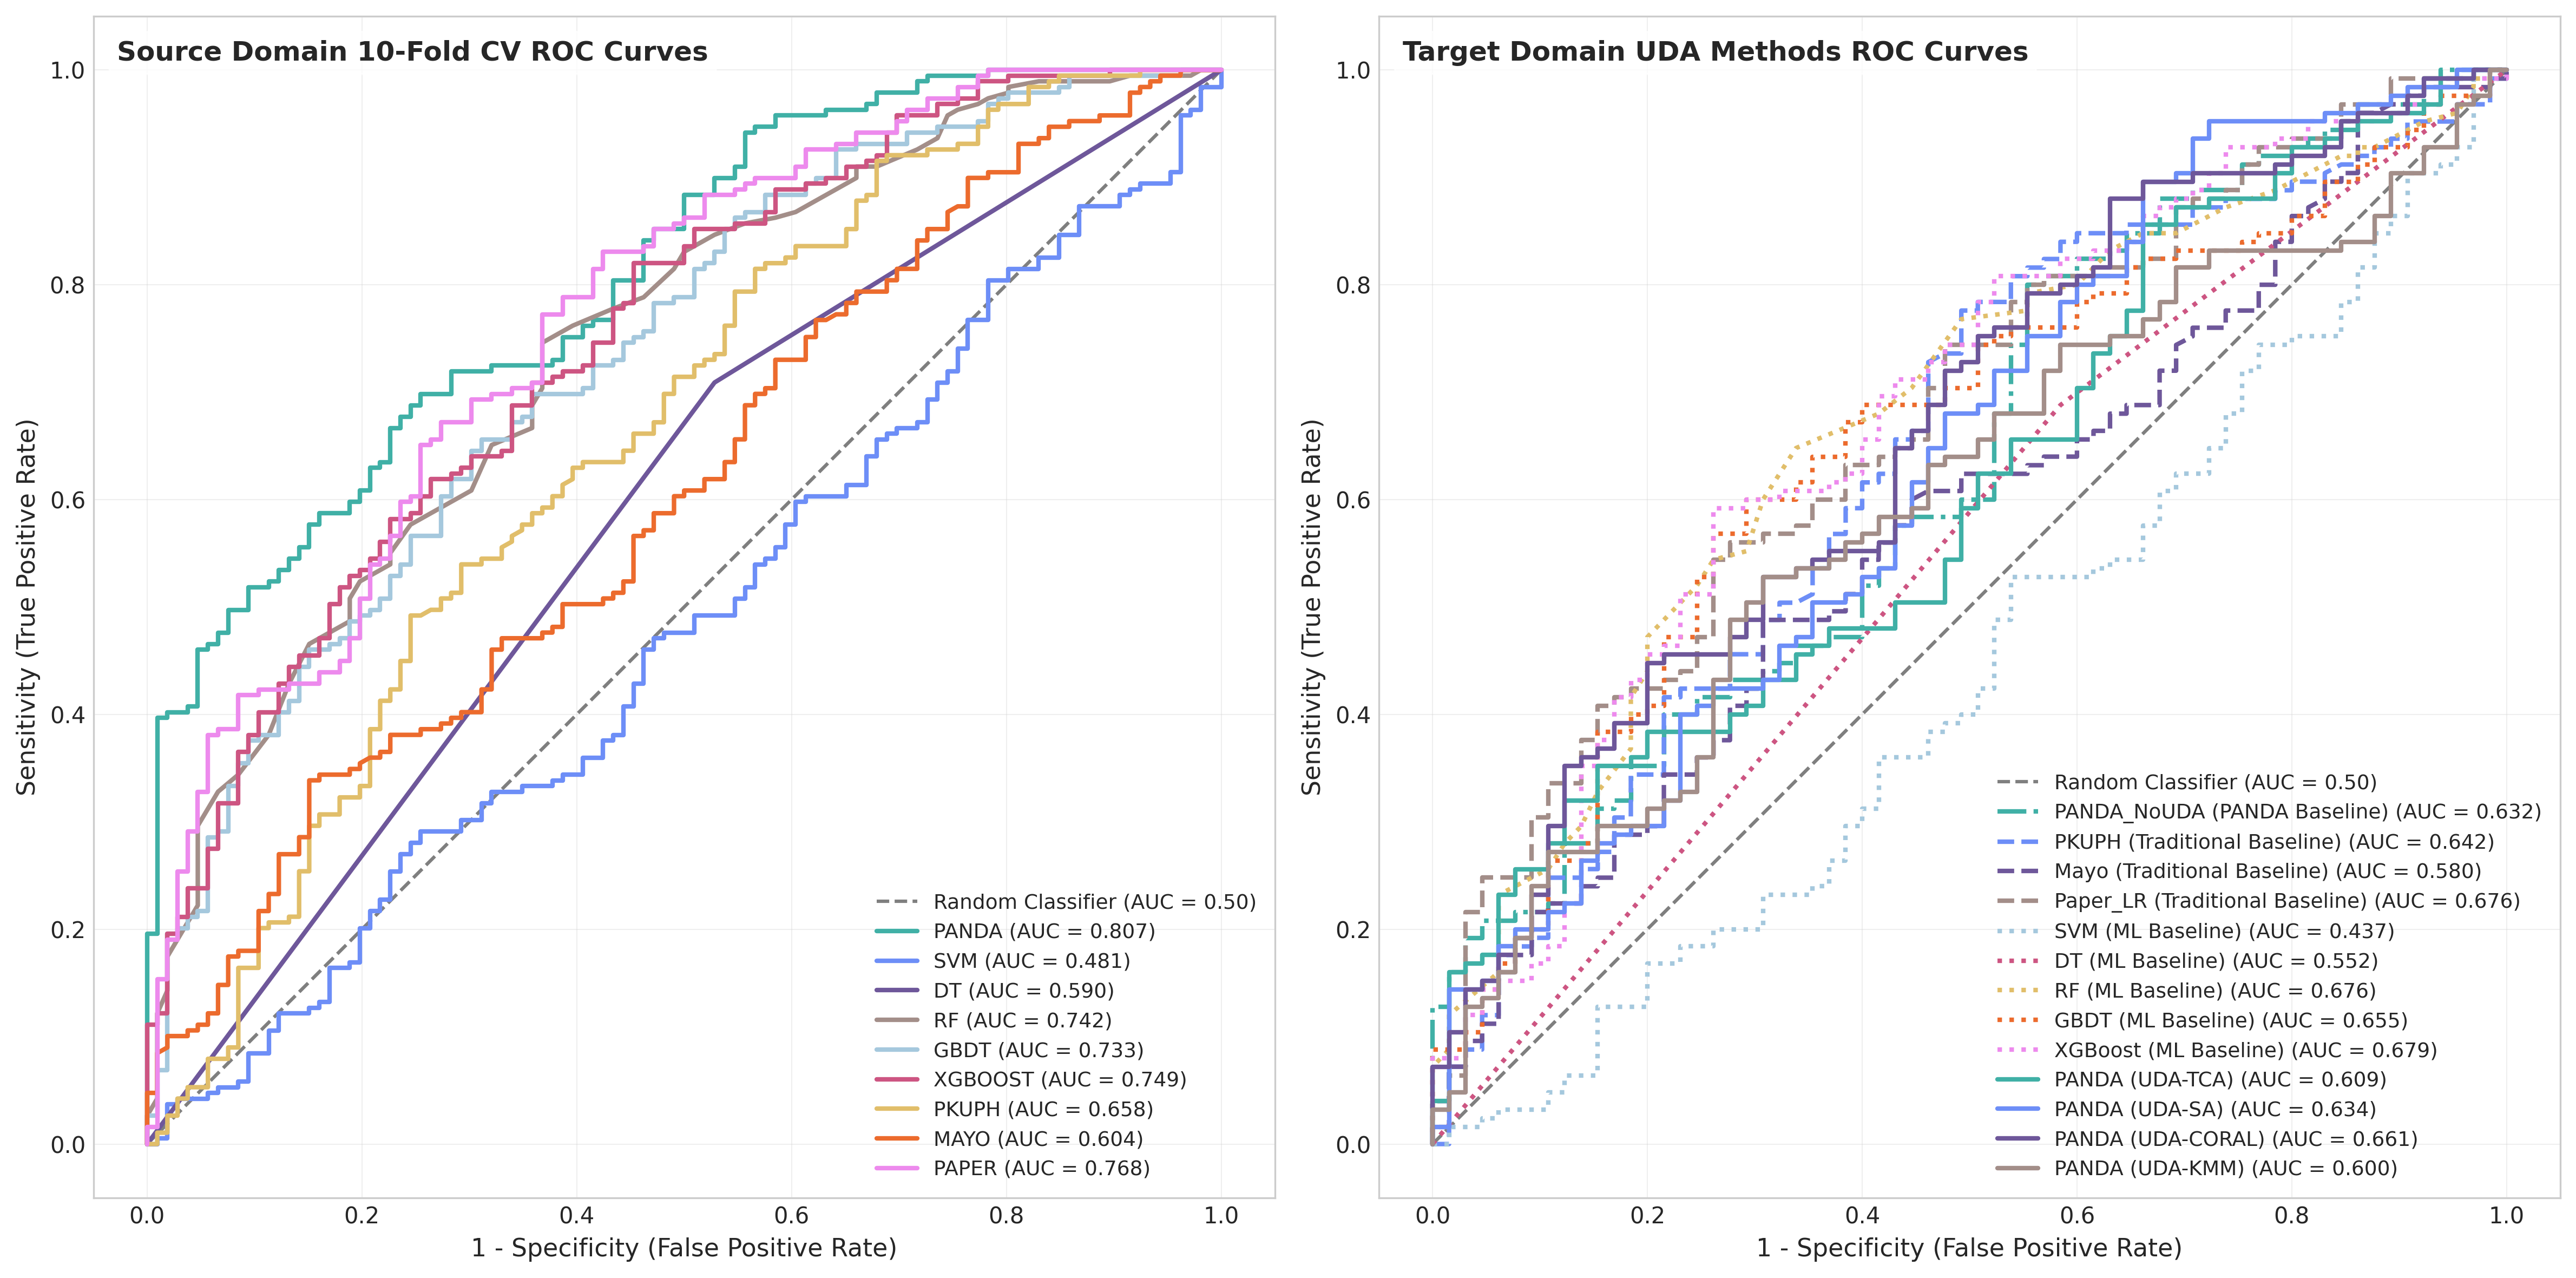 Source Domain 10-Fold CV ROC Curves
Sensitivity (True Positive Rate)
1.0
0.8
0.6
0.4
0.2
0.0
Random Classifier (AUC = 0.50)
PANDA (AUC = 0.807)
SVM (AUC = 0.481)
DT (AUC = 0.590)
RF (AUC = 0.742)
GBDT (AUC = 0.733)
XGBOOST (AUC = 0.749)
PKUPH (AUC = 0.658)
MAYO (AUC = 0.604)
PAPER (AUC = 0.768)
0.0 0.2 0.4 0.6 0.8 1.0
1 - Specificity (False Positive Rate)
Target Domain UDA Methods ROC Curves
Sensitivity (True Positive Rate)
1.0
0.8
0.6
0.4
0.2
0.0
Random Classifier (AUC = 0.50)
PANDA_NoUDA (PANDA Baseline) (AUC = 0.632)
PKUPH (Traditional Baseline) (AUC = 0.642)
Mayo (Traditional Baseline) (AUC = 0.580)
Paper_LR (Traditional Baseline) (AUC = 0.676)
SVM (ML Baseline) (AUC = 0.437)
DT (ML Baseline) (AUC = 0.552)
RF (ML Baseline) (AUC = 0.676)
GBDT (ML Baseline) (AUC = 0.655)
XGBoost (ML Baseline) (AUC = 0.679)
PANDA (UDA-TCA) (AUC = 0.609)
PANDA (UDA-SA) (AUC = 0.634)
PANDA (UDA-CORAL) (AUC = 0.661)
PANDA (UDA-KMM) (AUC = 0.600)
0.0 0.2 0.4 0.6 0.8 1.0
1 - Specificity (False Positive Rate)